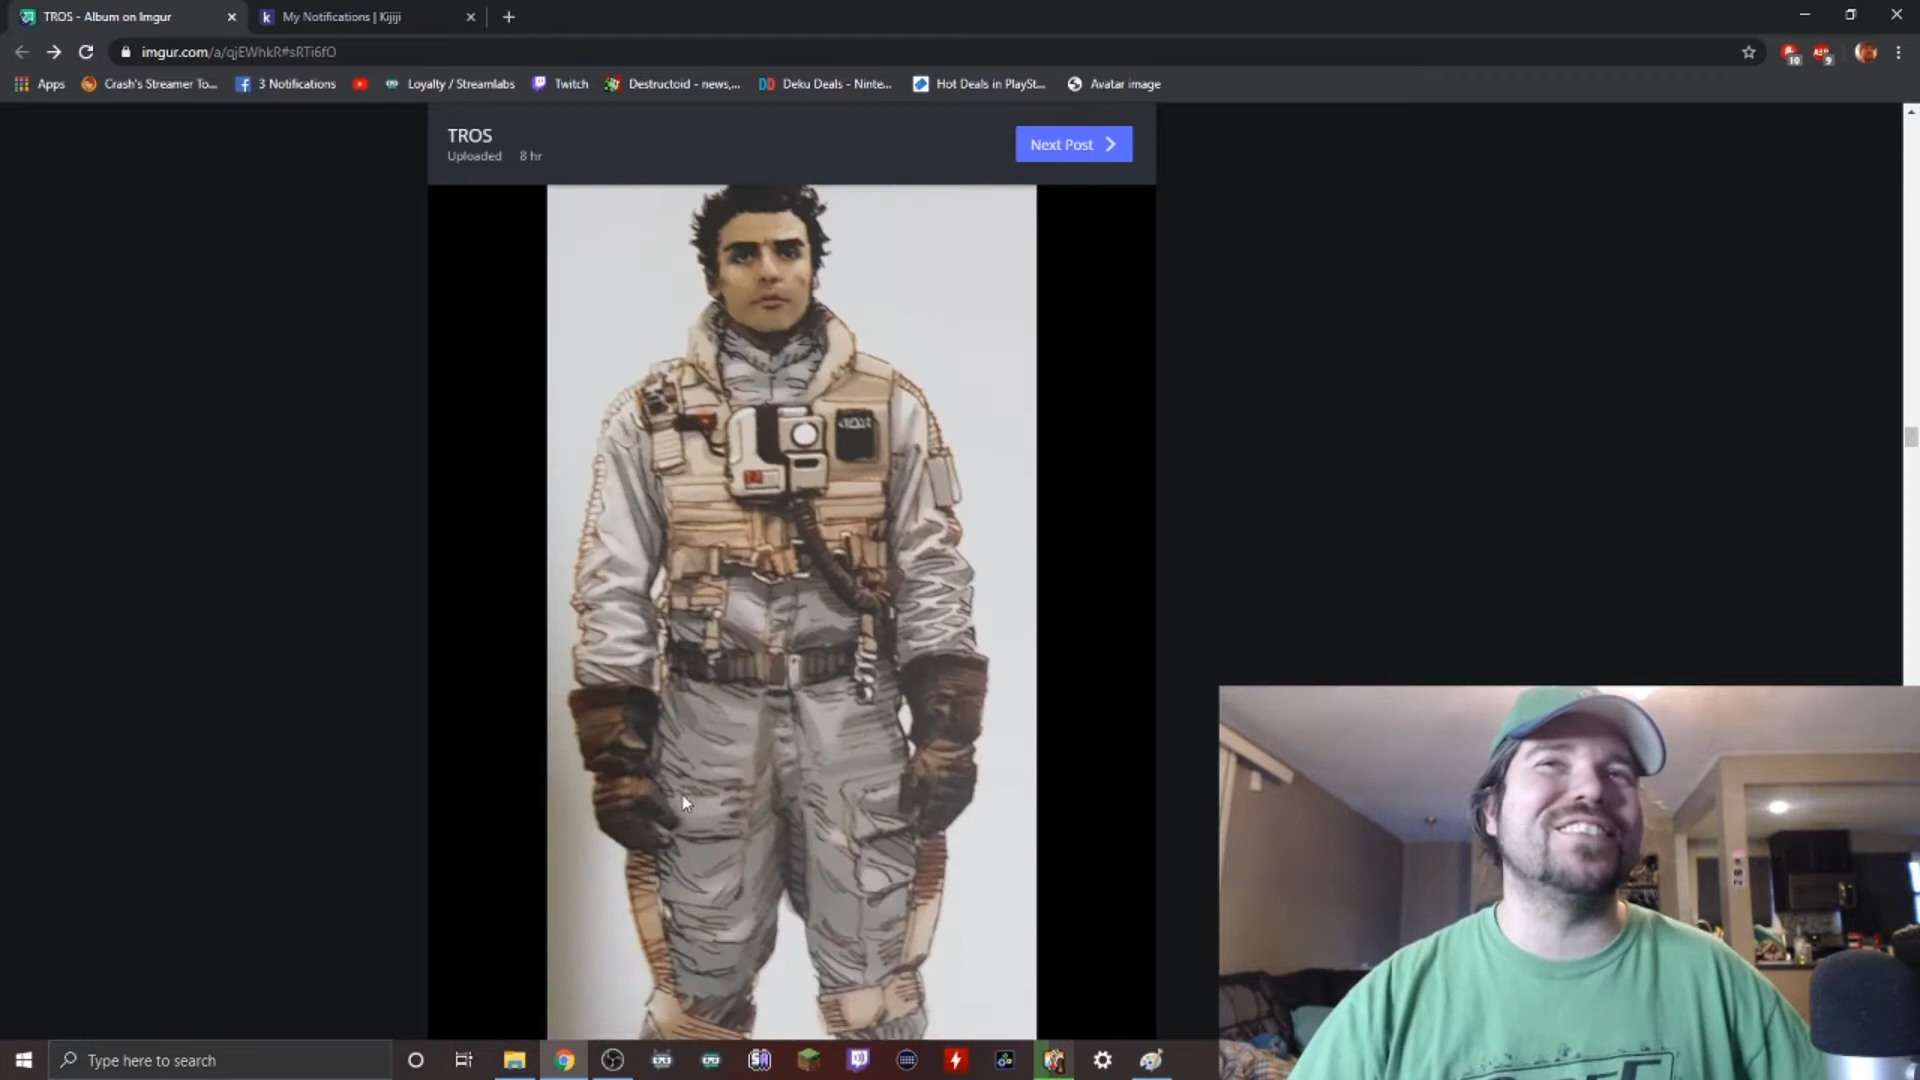 TROS - Album on Imgur
My Notifications | Kijiji
imgur.com/a/qjEWhkR#sRTi6fO
10
9
Apps
Crash's Streamer To...
3 Notifications
Loyalty / Streamlabs
Twitch
Destructoid - news,...
Deku Deals - Ninte...
Hot Deals in PlaySt...
Avatar image
TROS
Uploaded 8 hr
Next Post
Type here to search